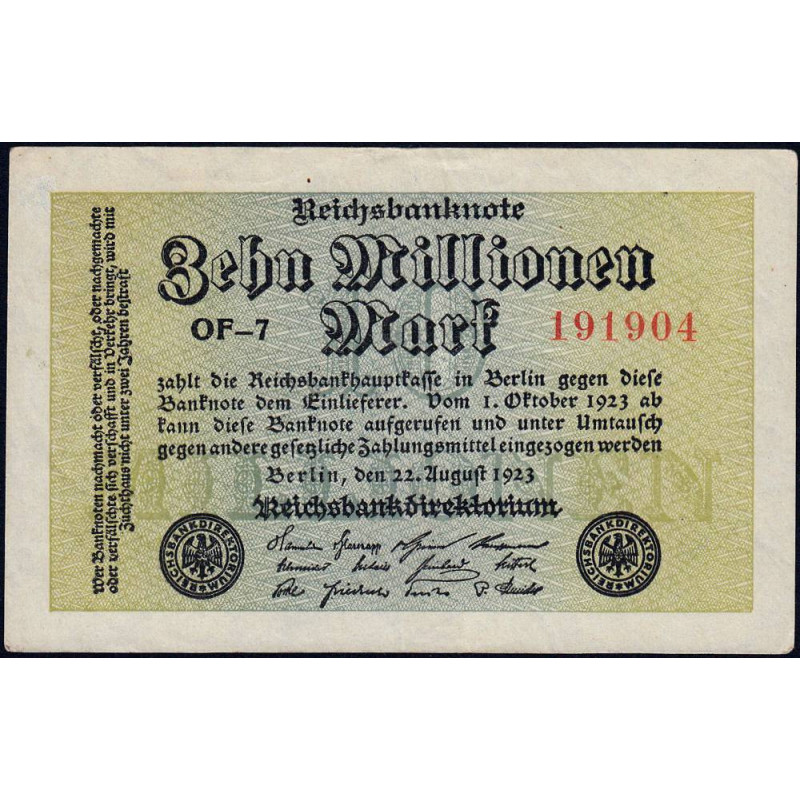 Reichsbanknote
Zehn Millionen
Mark
OF–7
191904
zahlt die Reichsbankhauptkasse in Berlin gegen diese
Banknote dem Einlieferer. Vom 1. Oktober 1923 ab
kann diese Banknote aufgerufen und unter Umtausch
gegen andere gesetzliche Zahlungsmittel eingezogen werden
Berlin, den 22. August 1923
Reichsbankdirektorium
REICHSBANKDIREKTORIUM
REICHSBANKDIREKTORIUM
Wer Banknoten nachmacht oder verfälscht, oder nachgemachte
oder verfälschte sich verschafft und in Verkehr bringt, wird mit
Zuchthaus nicht unter zwei Jahren bestraft